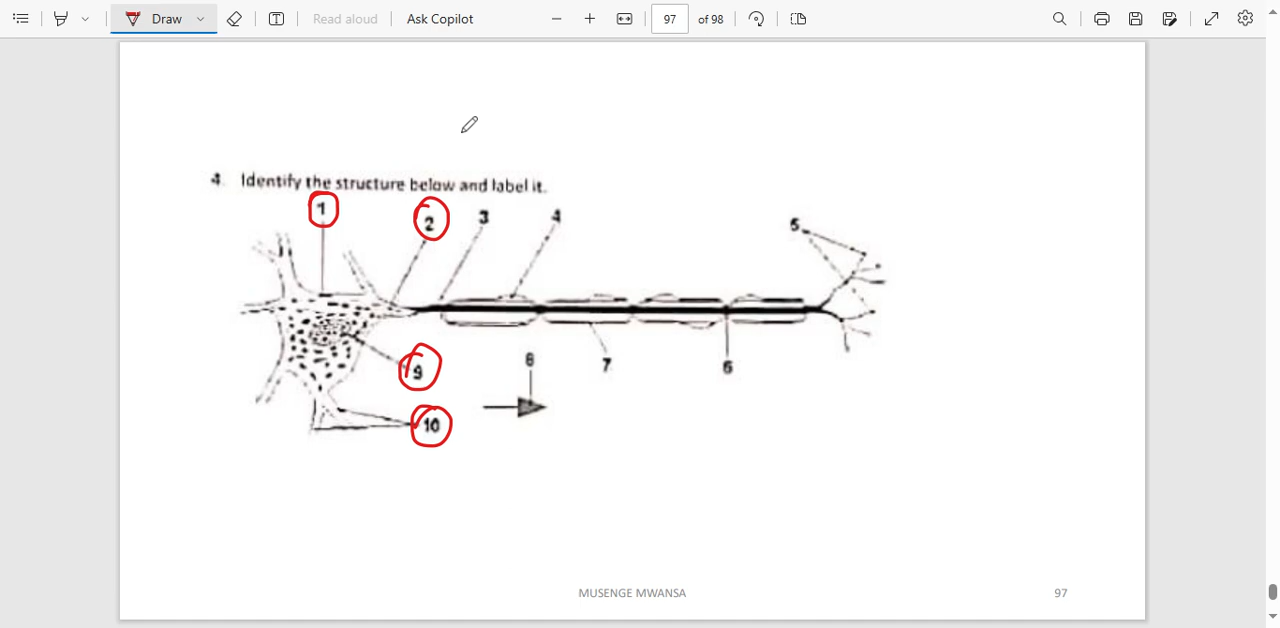 Draw
Read aloud
Ask Copilot
97 of 98
4. Identify the structure below and label it.
1
2
3
4
5
9
8
7
6
10
MUSENGE MWANSA
97